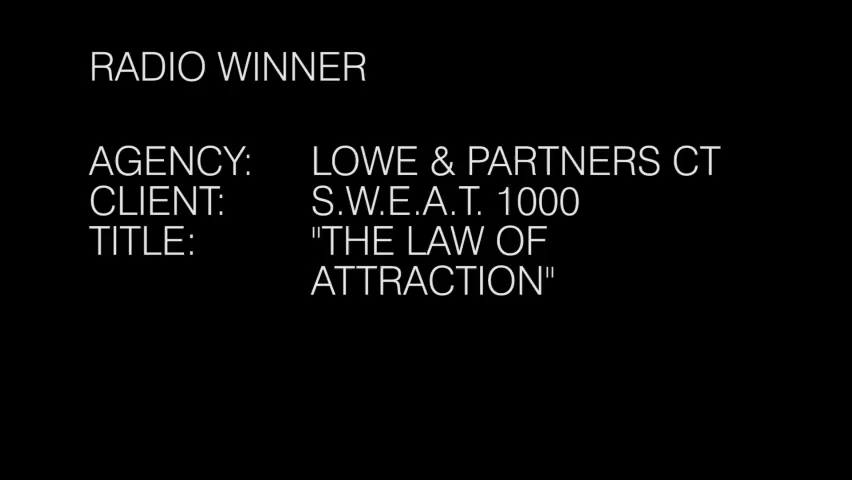 RADIO WINNER
AGENCY: LOWE & PARTNERS CT
CLIENT: S.W.E.A.T. 1000
TITLE: "THE LAW OF
ATTRACTION"